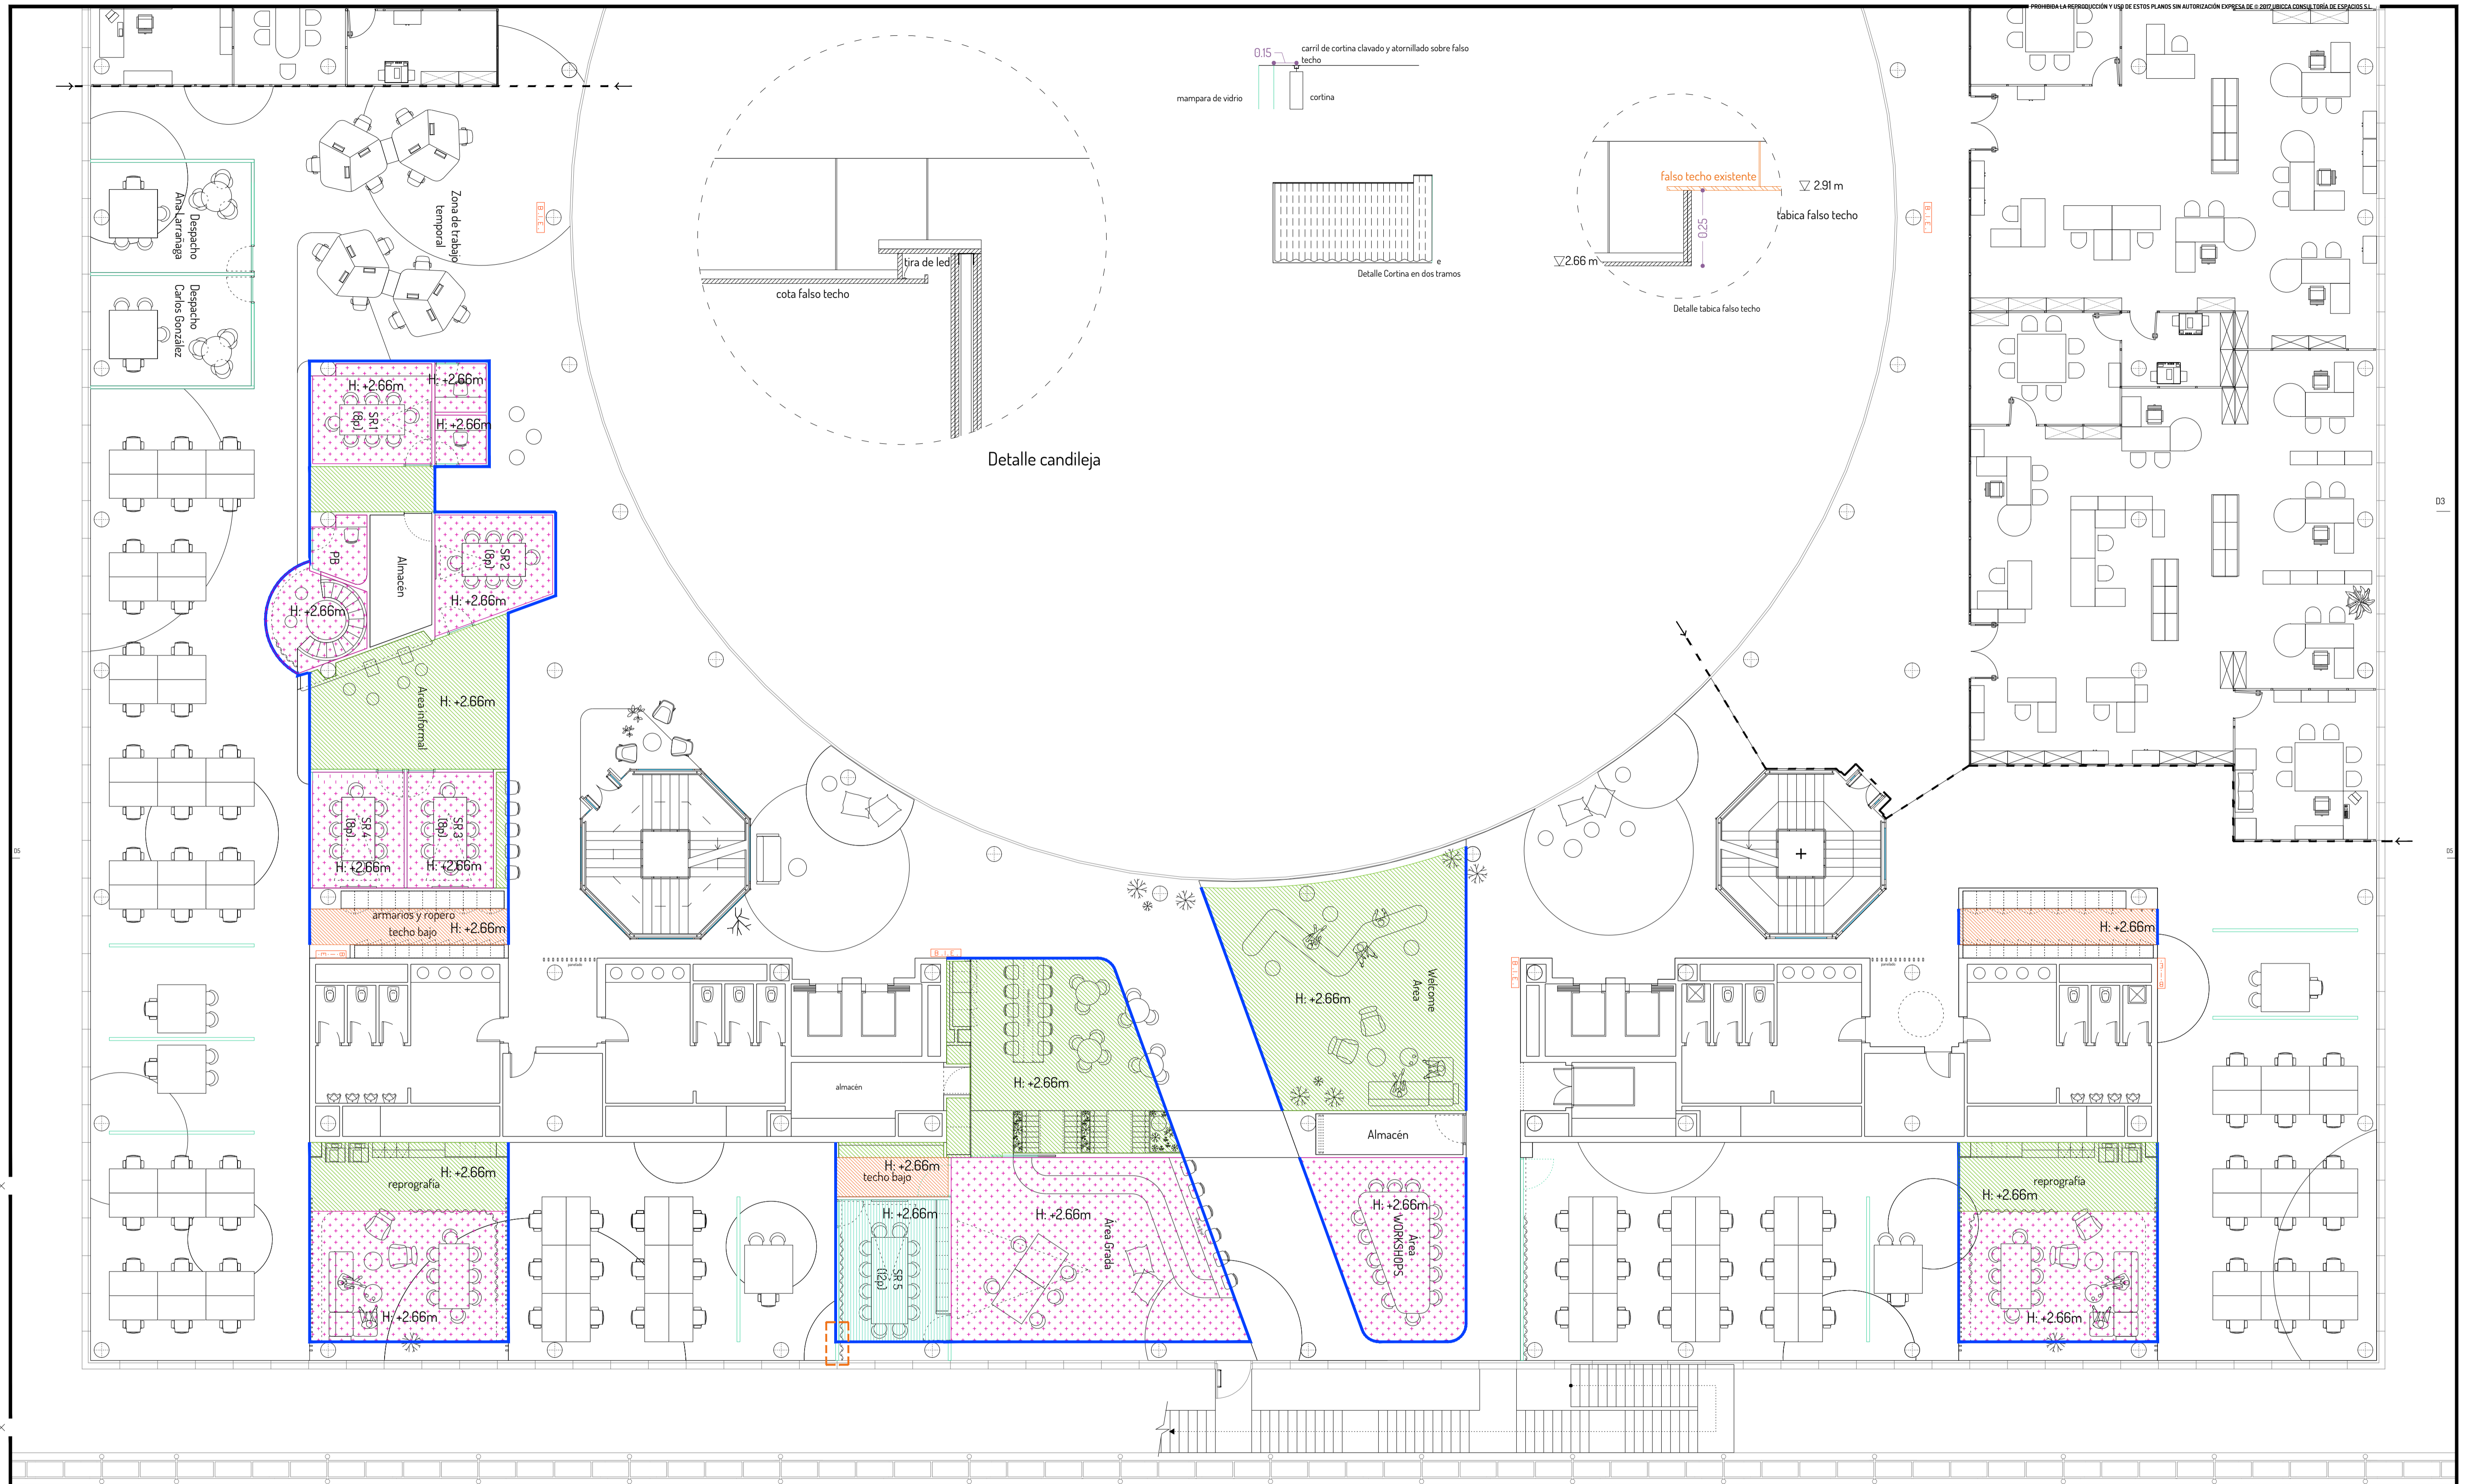 PROHIBIDA LA REPRODUCCIÓN Y USO DE ESTOS PLANOS SIN AUTORIZACIÓN EXPRESA DE © 2017 UBICCA CONSULTORÍA DE ESPACIOS S.L.
0.15
carril de cortina clavado y atornillado sobre falso
techo
mampara de vidrio
cortina
falso techo existente
2.91 m
tabica falso techo
0.25
2.66 m
Detalle tabica falso techo
e
Detalle Cortina en dos tramos
tira de led
cota falso techo
Detalle candileja
Despacho
Ana Larrañaga
Despacho
Carlos González
Zona de trabajo
temporal
B.I.E.
B.I.E.
D3
H: +2.66m
H: +2.66m
SR.1
(8p)
H: +2.66m
PB
Almacén
SR 2
(8p)
H: +2.66m
H: +2.66m
Área informal
H: +2.66m
SR 4
(8p)
SR 3
(8p)
H: +2.66m
H: +2.66m
D5
D5
armarios y ropero
techo bajo
H: +2.66m
B.I.E.
panelado
B.I.E.
almacén
H: +2.66m
Welcome
Área
H: +2.66m
Almacén
B.I.E.
panelado
H: +2.66m
B.I.E.
H: +2.66m
reprografía
H: +2.66m
H: +2.66m
techo bajo
H: +2.66m
SR 5
(12p)
H: +2.66m
Área Grada
H: +2.66m
Área
WORKSHOPS
reprografía
H: +2.66m
H: +2.66m